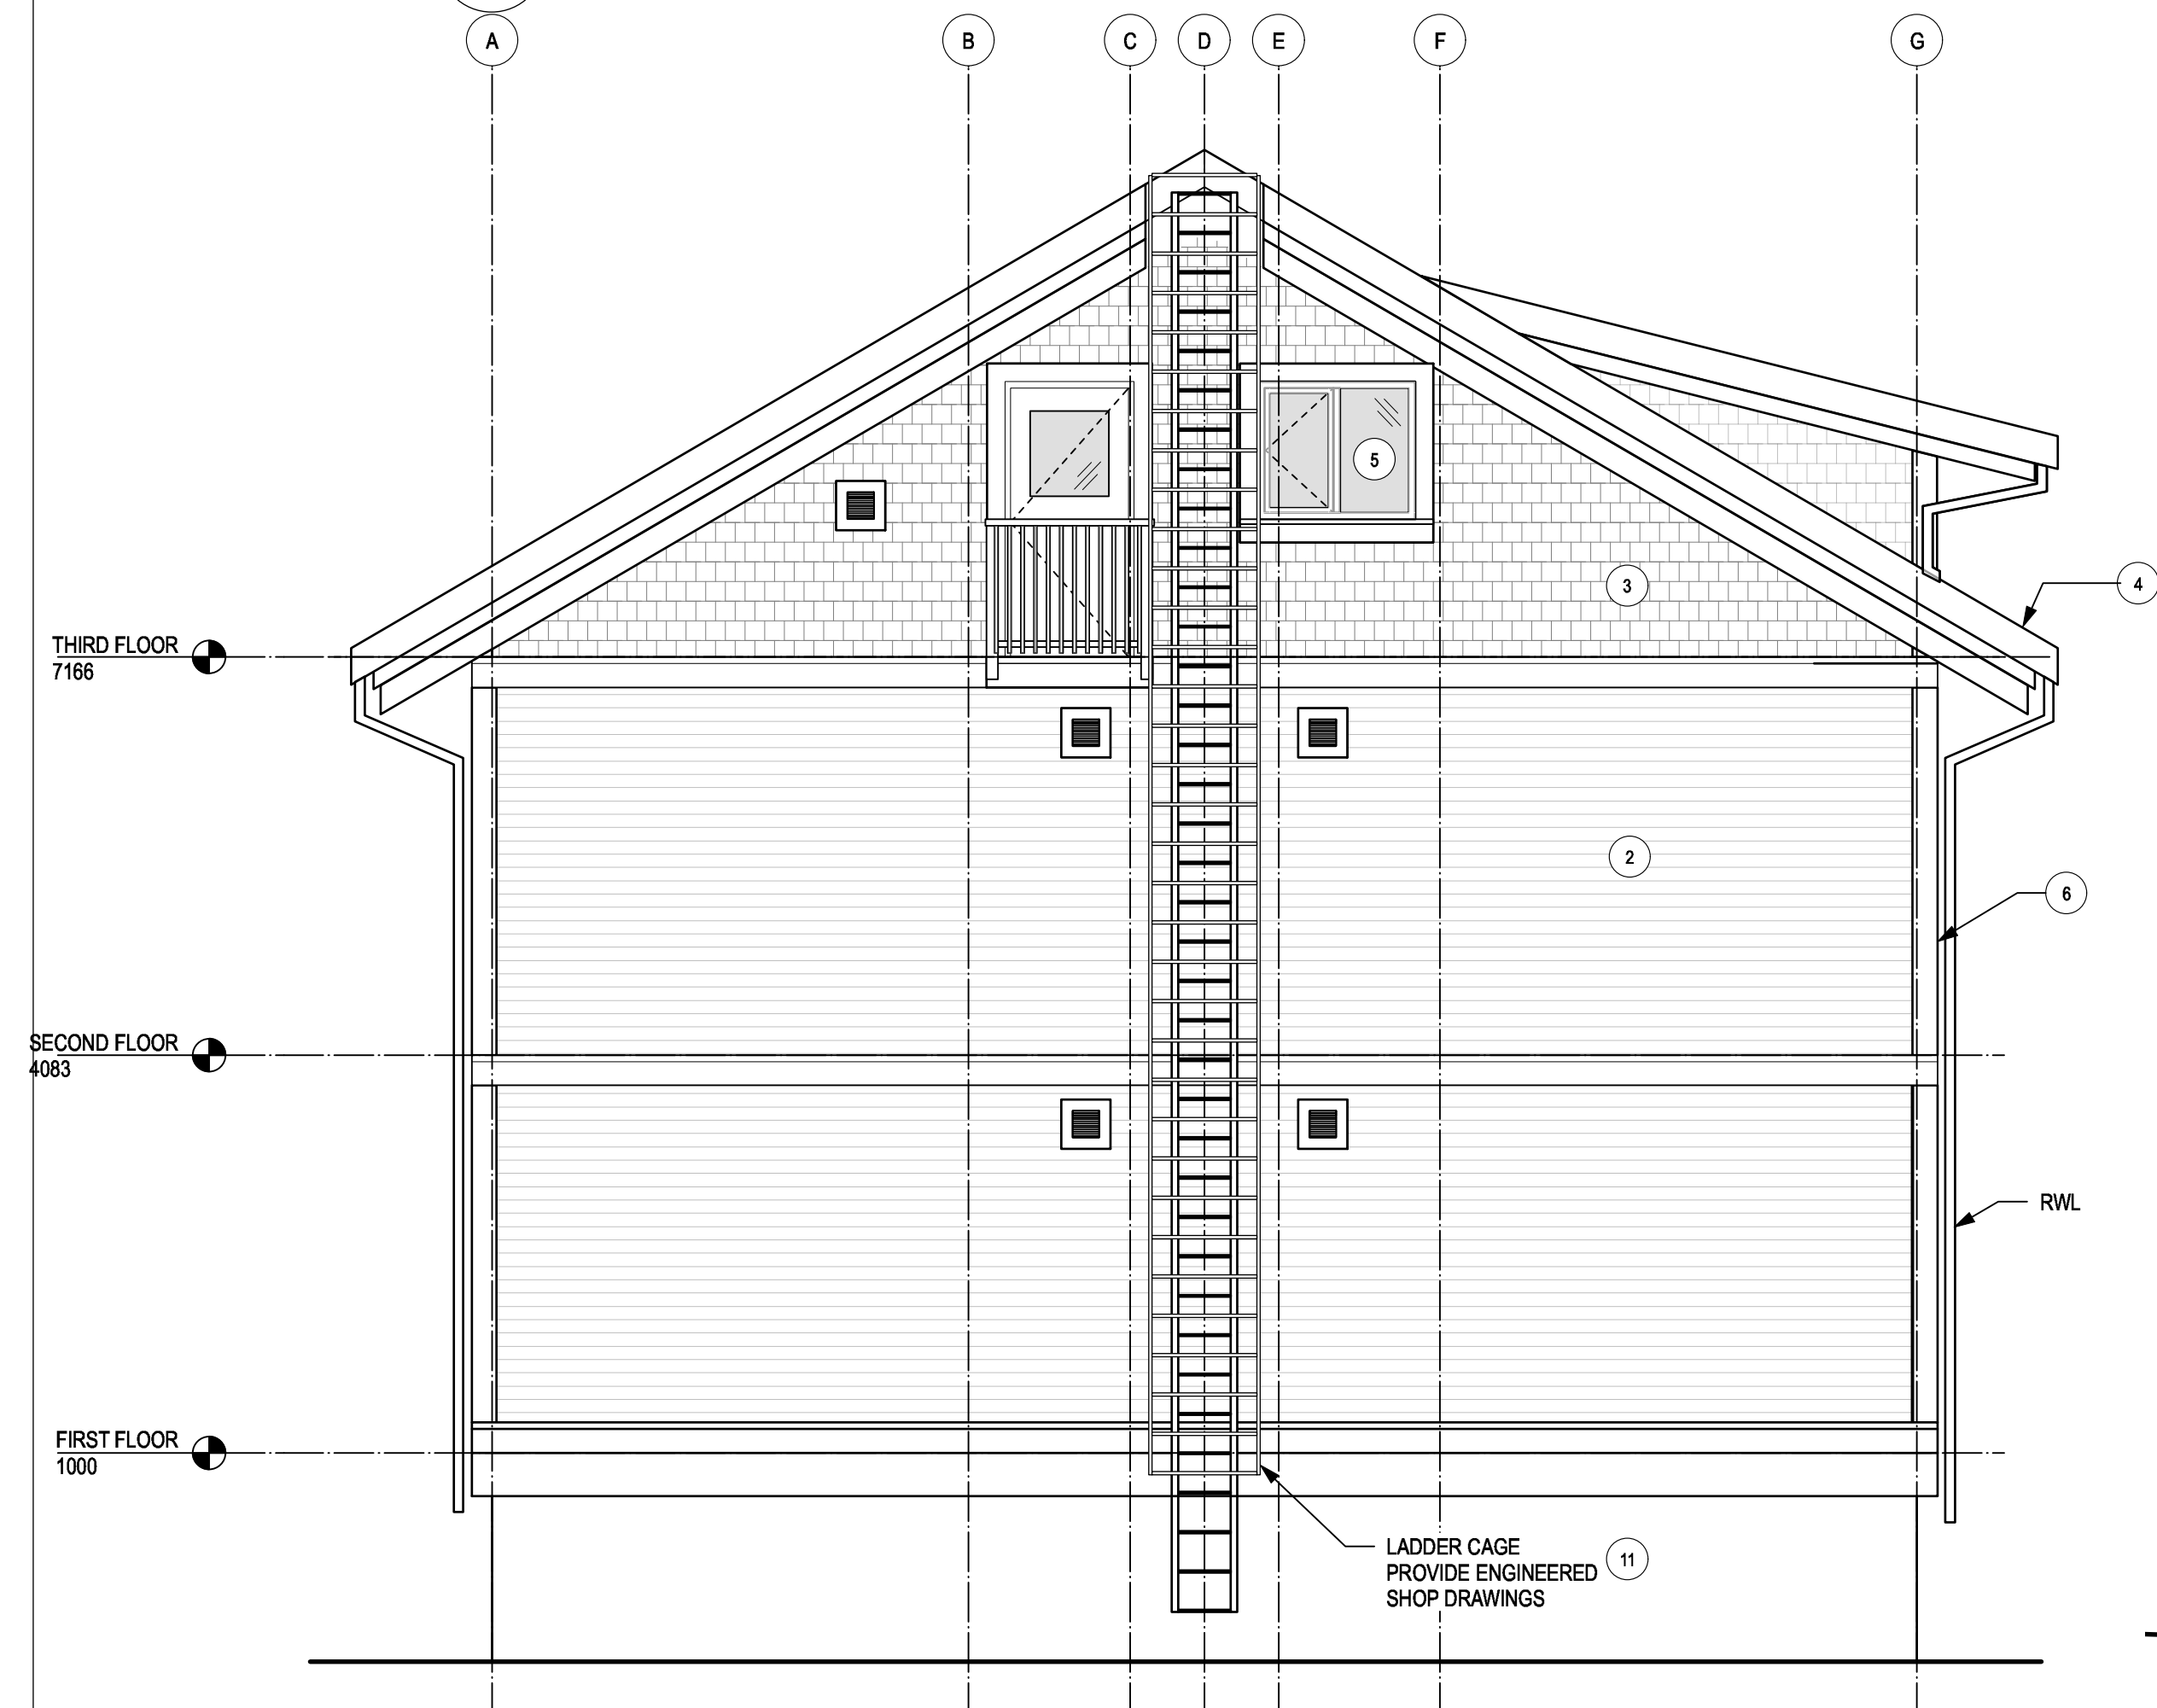 A
B
C
D
E
F
G
5
3
4
THIRD FLOOR
7166
2
6
SECOND FLOOR
4083
RWL
FIRST FLOOR
1000
LADDER CAGE
PROVIDE ENGINEERED
SHOP DRAWINGS
11